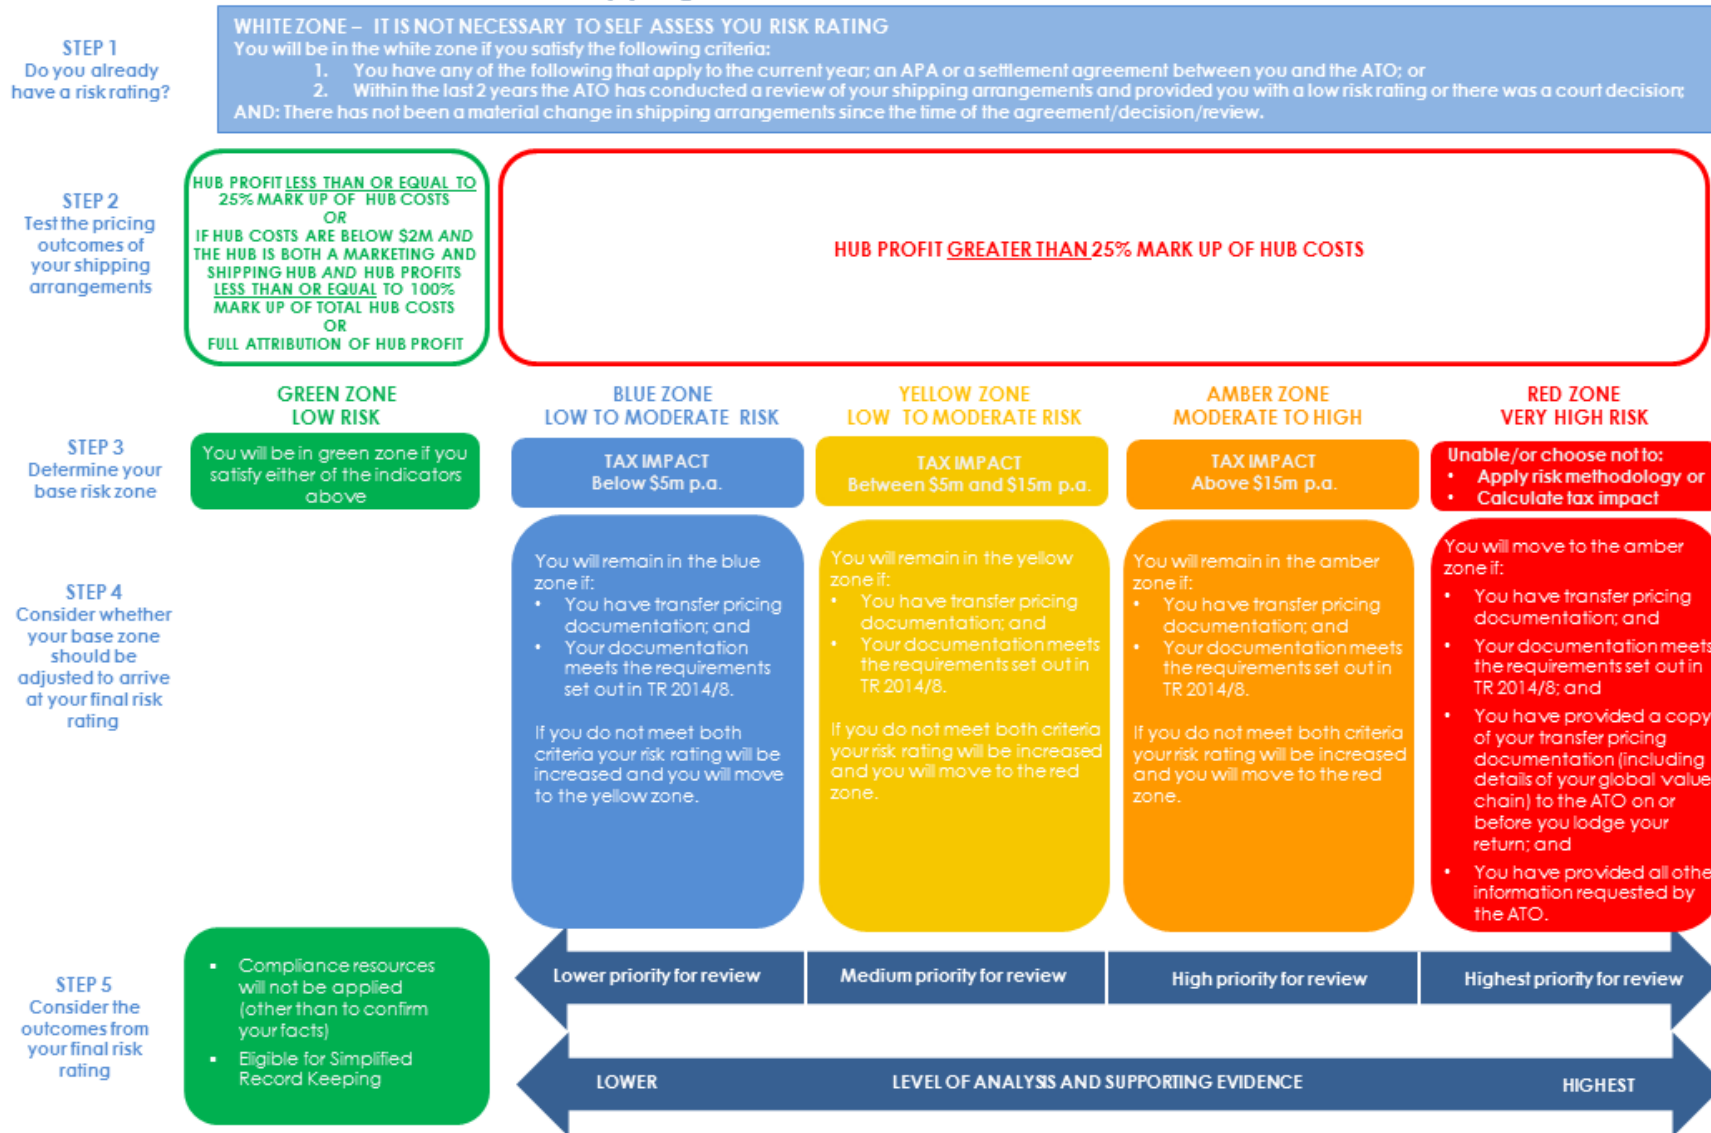 STEP 1
Do you already
have a risk rating?
WHITE ZONE – IT IS NOT NECESSARY TO SELF ASSESS YOU RISK RATING
You will be in the white zone if you satisfy the following criteria:
1. You have any of the following that apply to the current year; an APA or a settlement agreement between you and the ATO; or
2. Within the last 2 years the ATO has conducted a review of your shipping arrangements and provided you with a low risk rating or there was a court decision;
AND: There has not been a material change in shipping arrangements since the time of the agreement/decision/review.
STEP 2
Test the pricing
outcomes of
your shipping
arrangements
HUB PROFIT LESS THAN OR EQUAL TO
25% MARK UP OF HUB COSTS
OR
IF HUB COSTS ARE BELOW $2M AND
THE HUB IS BOTH A MARKETING AND
SHIPPING HUB AND HUB PROFITS
LESS THAN OR EQUAL TO 100%
MARK UP OF TOTAL HUB COSTS
OR
FULL ATTRIBUTION OF HUB PROFIT
HUB PROFIT GREATER THAN 25% MARK UP OF HUB COSTS
STEP 3
Determine your
base risk zone
GREEN ZONE
LOW RISK
You will be in green zone if you
satisfy either of the indicators
above
BLUE ZONE
LOW TO MODERATE RISK
TAX IMPACT
Below $5m p.a.
YELLOW ZONE
LOW TO MODERATE RISK
TAX IMPACT
Between $5m and $15m p.a.
AMBER ZONE
MODERATE TO HIGH
TAX IMPACT
Above $15m p.a.
RED ZONE
VERY HIGH RISK
Unable/or choose not to:
• Apply risk methodology or
• Calculate tax impact
STEP 4
Consider whether
your base zone
should be
adjusted to arrive
at your final risk
rating
You will remain in the blue
zone if:
• You have transfer pricing
documentation; and
• Your documentation
meets the requirements
set out in TR 2014/8.
If you do not meet both
criteria your risk rating will be
increased and you will move
to the yellow zone.
You will remain in the yellow
zone if:
• You have transfer pricing
documentation; and
• Your documentation meets
the requirements set out in
TR 2014/8.
If you do not meet both criteria
your risk rating will be increased
and you will move to the red
zone.
You will remain in the amber
zone if:
• You have transfer pricing
documentation; and
• Your documentation meets
the requirements set out in
TR 2014/8.
If you do not meet both criteria
your risk rating will be increased
and you will move to the red
zone.
You will move to the amber
zone if:
• You have transfer pricing
documentation; and
• Your documentation meets
the requirements set out in
TR 2014/8; and
• You have provided a copy
of your transfer pricing
documentation (including
details of your global value
chain) to the ATO on or
before you lodge your
return; and
• You have provided all othe
information requested by
the ATO.
STEP 5
Consider the
outcomes from
your final risk
rating
▪ Compliance resources
will not be applied
(other than to confirm
your facts)
▪ Eligible for Simplified
Record Keeping
Lower priority for review
Medium priority for review
High priority for review
Highest priority for review
LOWER
LEVEL OF ANALYSIS AND SUPPORTING EVIDENCE
HIGHEST